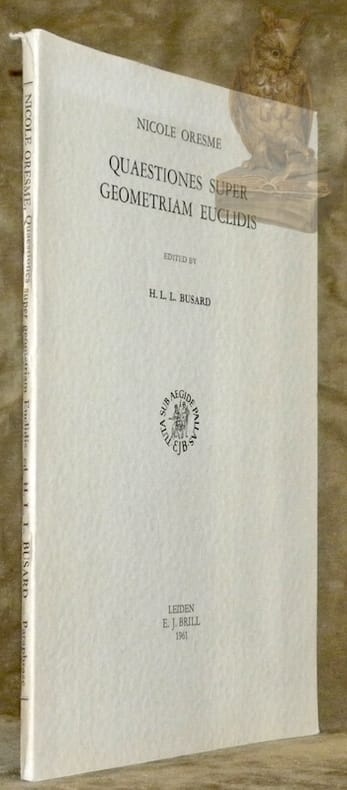 NICOLE ORESME
QUAESTIONES SUPER
GEOMETRIAM EUCLIDIS
EDITED BY
H. L. L. BUSARD
TUTA SUB AEGIDE PALLAS
EJB
LEIDEN
E. J. BRILL
1961
NICOLE ORESME, Quaestiones super geometriam Euclidis ed H. L. L. BUSARD